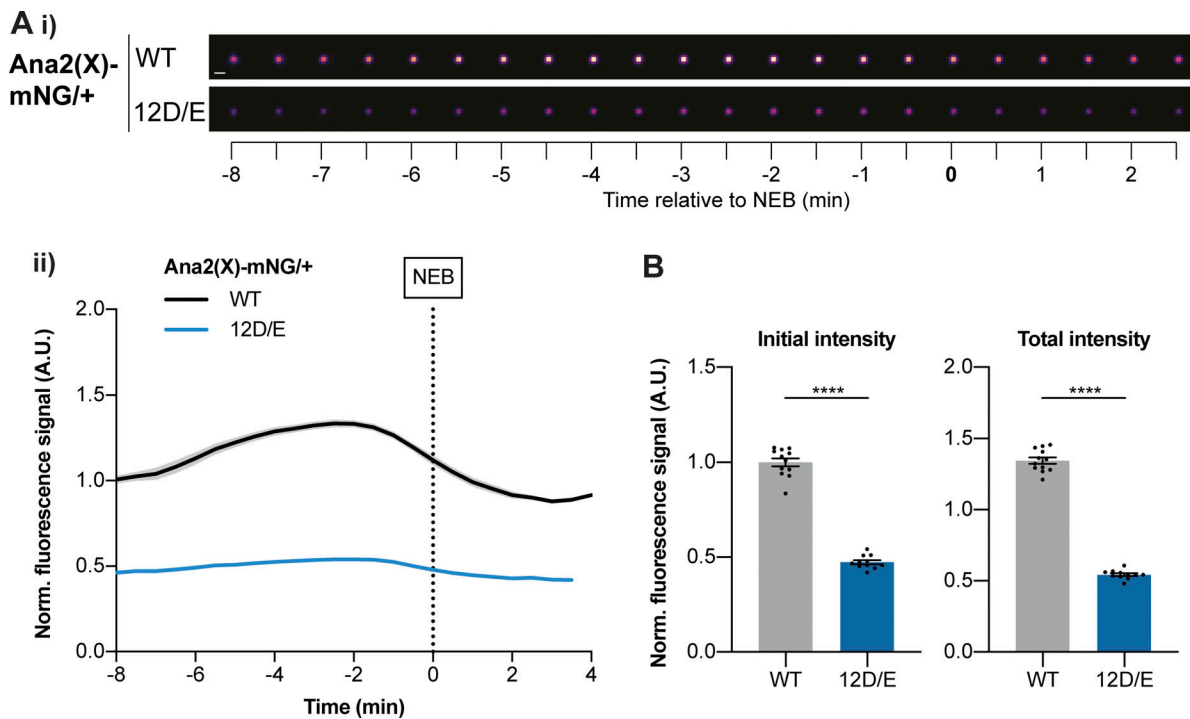 A i)
Ana2(X)-
mNG/+
WT
12D/E
-8 -7 -6 -5 -4 -3 -2 -1 0 1 2
Time relative to NEB (min)
ii)
Ana2(X)-mNG/+
WT
12D/E
NEB
Norm. fluorescence signal (A.U.)
2.0
1.5
1.0
0.5
0.0
-8 -6 -4 -2 0 2 4
Time (min)
B
Initial intensity
Norm. fluorescence signal (A.U.)
1.5
1.0
0.5
0.0
****
WT 12D/E
Total intensity
2.0
1.5
1.0
0.5
0.0
****
WT 12D/E